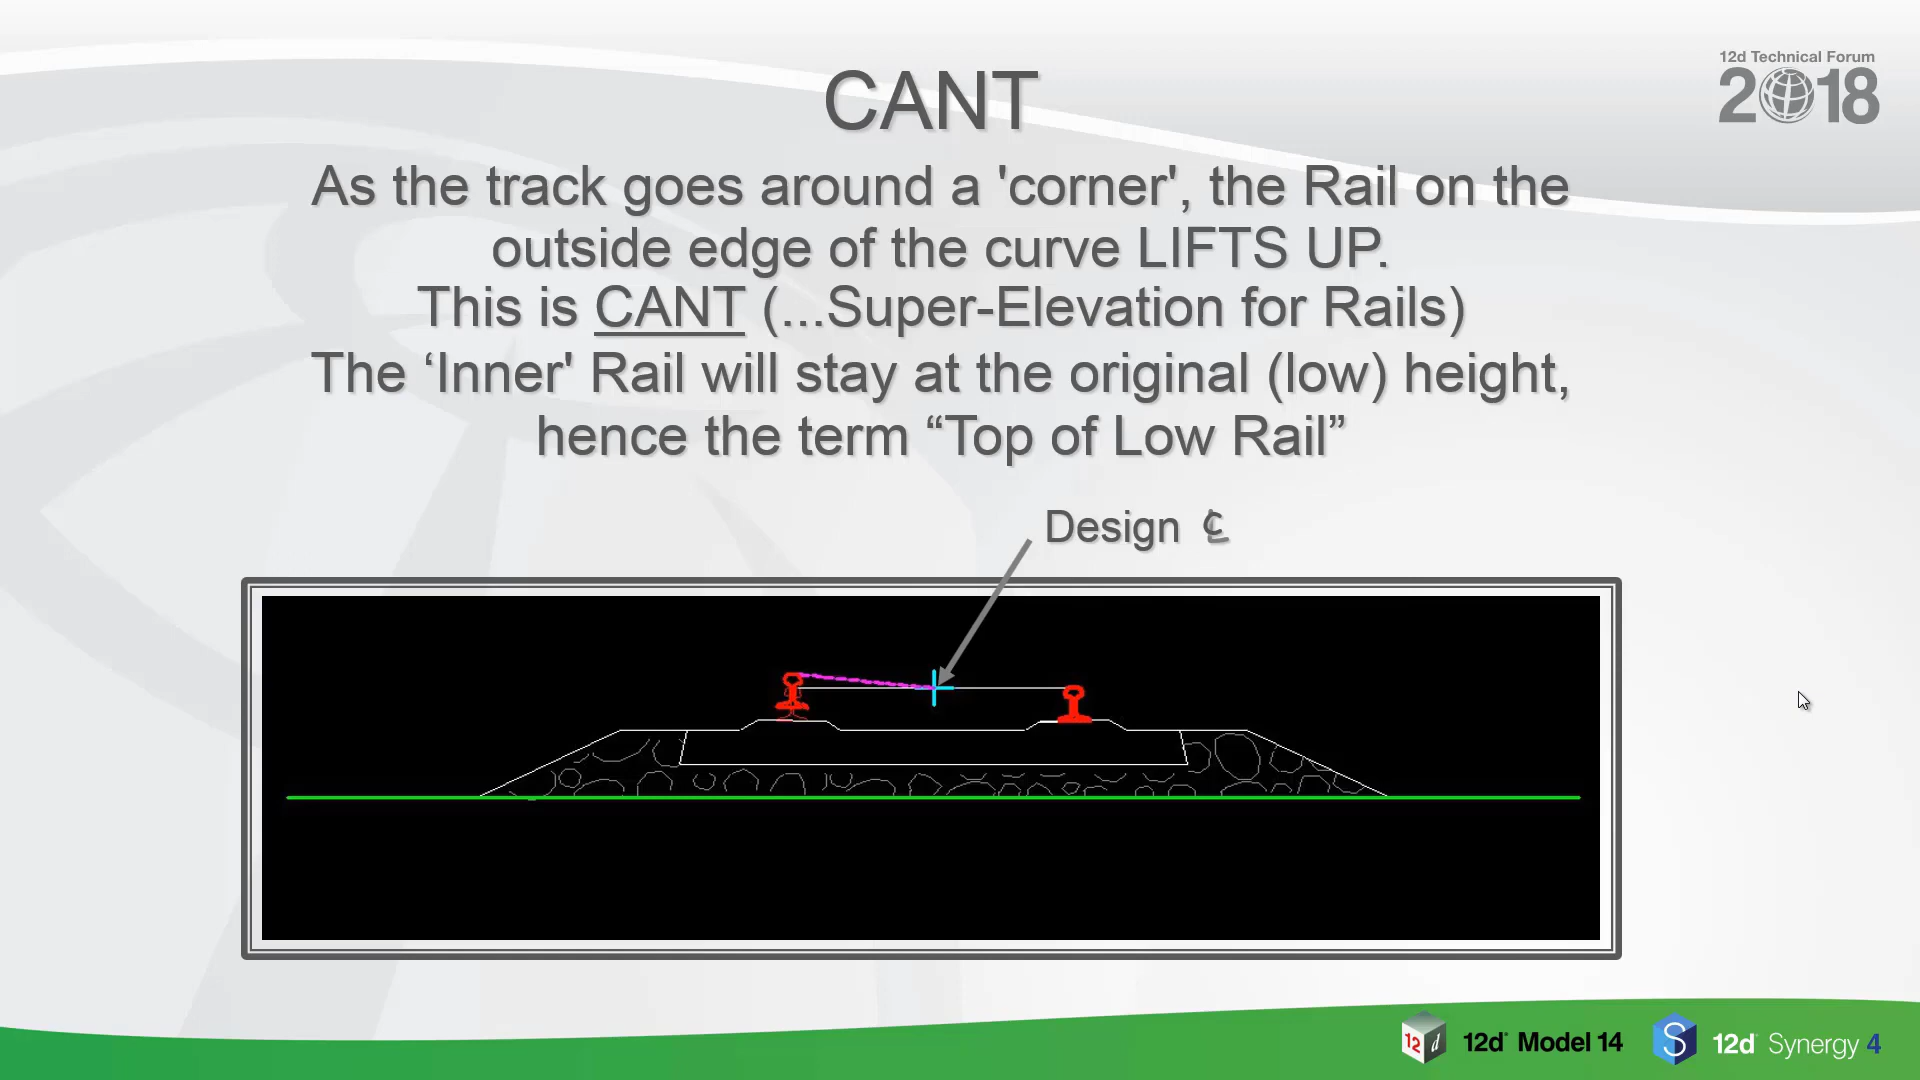 12d Technical Forum
2018
CANT
As the track goes around a 'corner', the Rail on the
outside edge of the curve LIFTS UP.
This is CANT (...Super-Elevation for Rails)
The ‘Inner' Rail will stay at the original (low) height,
hence the term “Top of Low Rail”
Design ℄
12d Model 14
12d Synergy 4